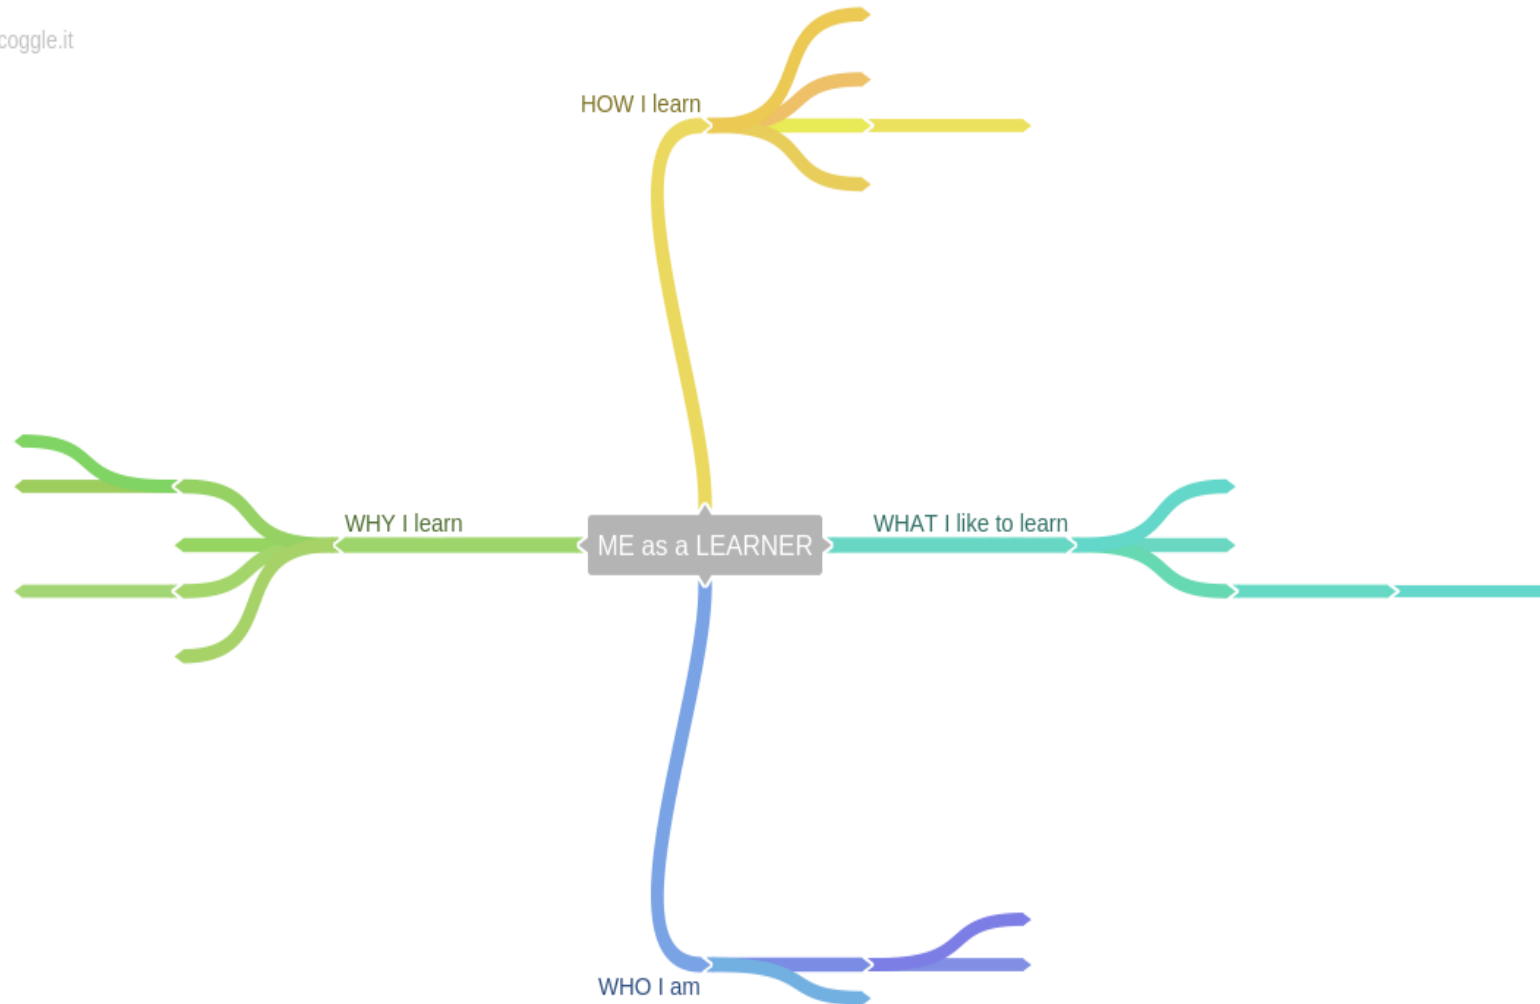 coggle.it
HOW I learn
WHY I learn
ME as a LEARNER
WHAT I like to learn
WHO I am